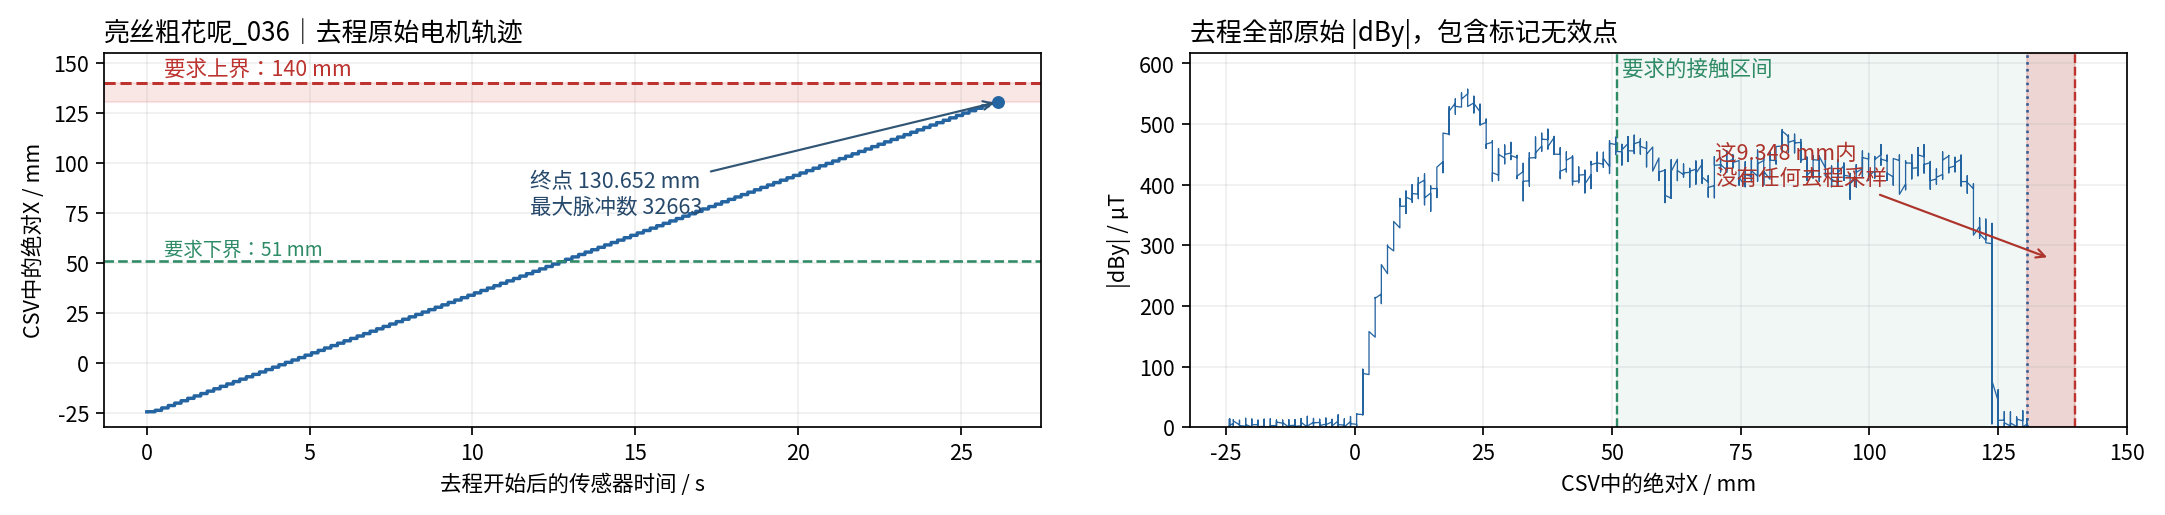 亮丝粗花呢_036｜去程原始电机轨迹
CSV中的绝对X / mm
150
125
100
75
50
25
0
-25
要求上界：140 mm
终点 130.652 mm
最大脉冲数 32663
要求下界：51 mm
0
5
10
15
20
25
去程开始后的传感器时间 / s
去程全部原始 |dBy|，包含标记无效点
|dBy| / μT
600
500
400
300
200
100
0
要求的接触区间
这9.348 mm内
没有任何去程采样
-25
0
25
50
75
100
125
150
CSV中的绝对X / mm